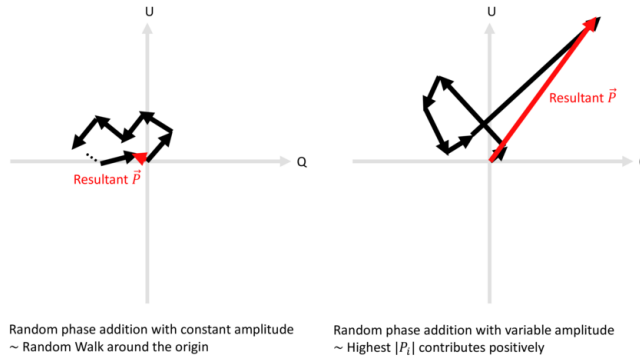 U
U
Resultant P⃗
Q
Resultant P⃗
Random phase addition with constant amplitude
~ Random Walk around the origin
Random phase addition with variable amplitude
~ Highest |Pᵢ| contributes positively